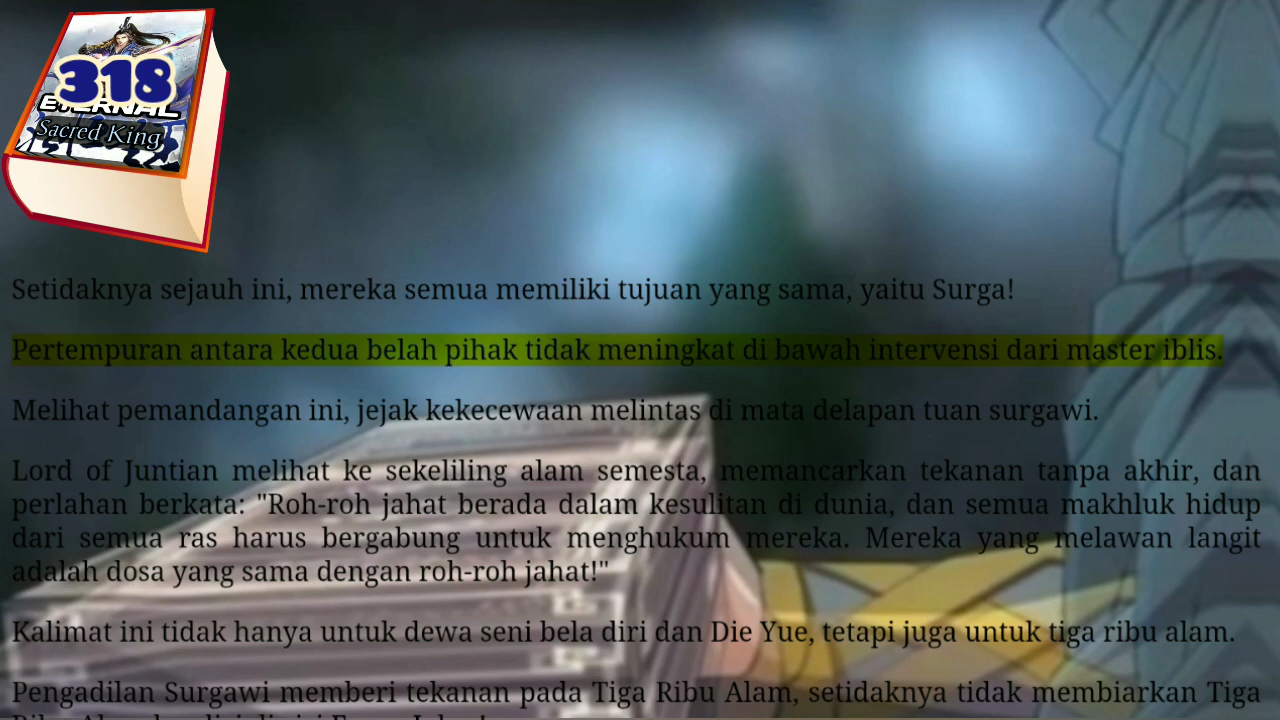 318
ETERNAL
Sacred King
Setidaknya sejauh ini, mereka semua memiliki tujuan yang sama, yaitu Surga!
Pertempuran antara kedua belah pihak tidak meningkat di bawah intervensi dari master iblis.
Melihat pemandangan ini, jejak kekecewaan melintas di mata delapan tuan surgawi.
Lord of Juntian melihat ke sekeliling alam semesta, memancarkan tekanan tanpa akhir, dan
perlahan berkata: "Roh-roh jahat berada dalam kesulitan di dunia, dan semua makhluk hidup
dari semua ras harus bergabung untuk menghukum mereka. Mereka yang melawan langit
adalah dosa yang sama dengan roh-roh jahat!"
Kalimat ini tidak hanya untuk dewa seni bela diri dan Die Yue, tetapi juga untuk tiga ribu alam.
Pengadilan Surgawi memberi tekanan pada Tiga Ribu Alam, setidaknya tidak membiarkan Tiga